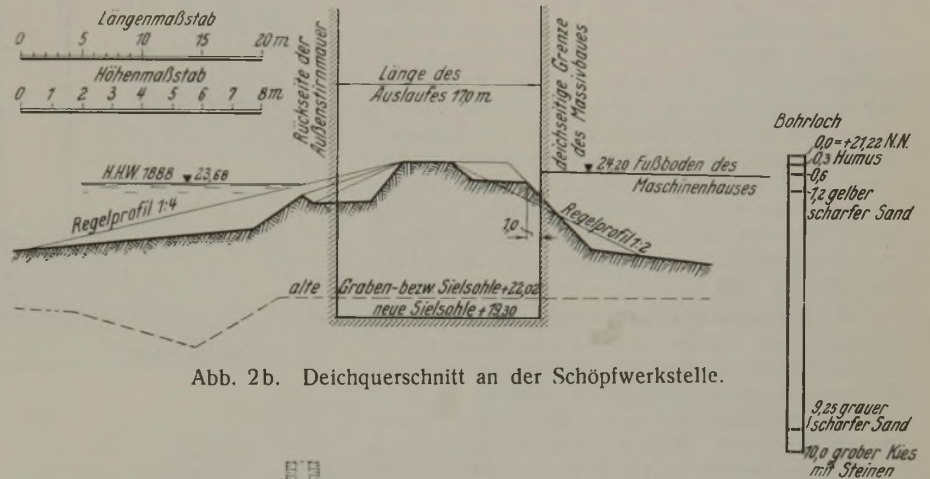 Längenmaßstab
0 5 10 15 20 m
Höhenmaßstab
0 1 2 3 4 5 6 7 8m
Rückseite der
Außenstirnmauer
Länge des
Auslaufes 17,0 m
deichseitige Grenze
des Massivbaues
H.H.W. 1888 23,68
24,20 Fußboden des
Maschinenhauses
Regelprofil 1:4
Regelprofil 1:2
1,0
alte Graben-bezw. Sielsohle +22,02
neue Sielsohle +19,30
Bohrloch
0,0 = +21,22 N.N.
0,3 Humus
0,6
1,2 gelber
scharfer Sand
9,25 grauer
scharfer Sand
10,0 grober Kies
mit Steinen
Abb. 2b. Deichquerschnitt an der Schöpfwerkstelle.